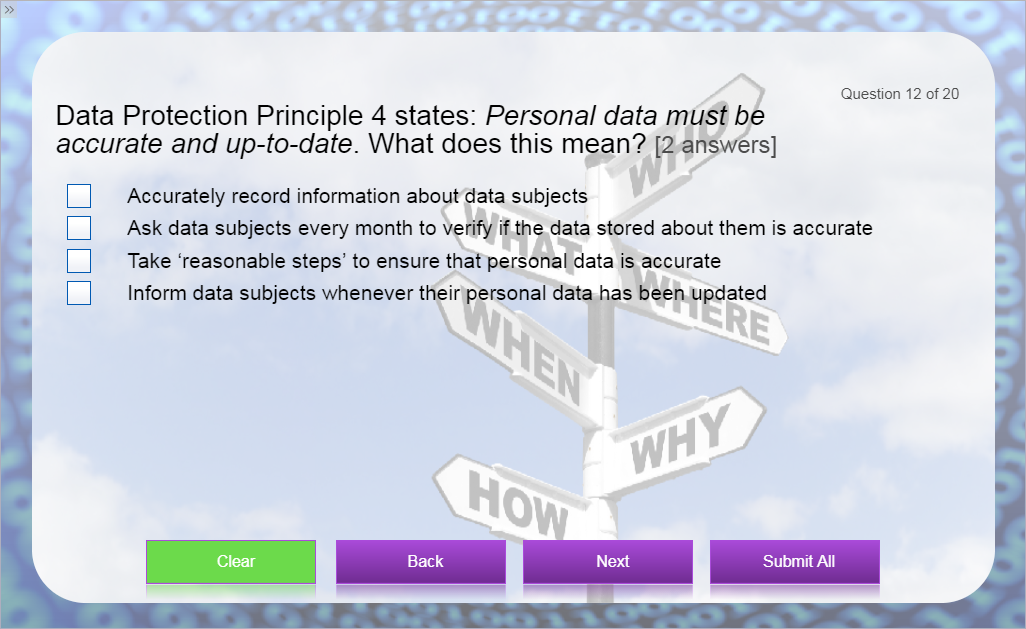 Question 12 of 20
Data Protection Principle 4 states: Personal data must be
accurate and up-to-date. What does this mean? [2 answers]
Accurately record information about data subjects
Ask data subjects every month to verify if the data stored about them is accurate
Take ‘reasonable steps’ to ensure that personal data is accurate
Inform data subjects whenever their personal data has been updated
WHO
WHAT
WHERE
WHEN
WHY
HOW
Clear
Back
Next
Submit All